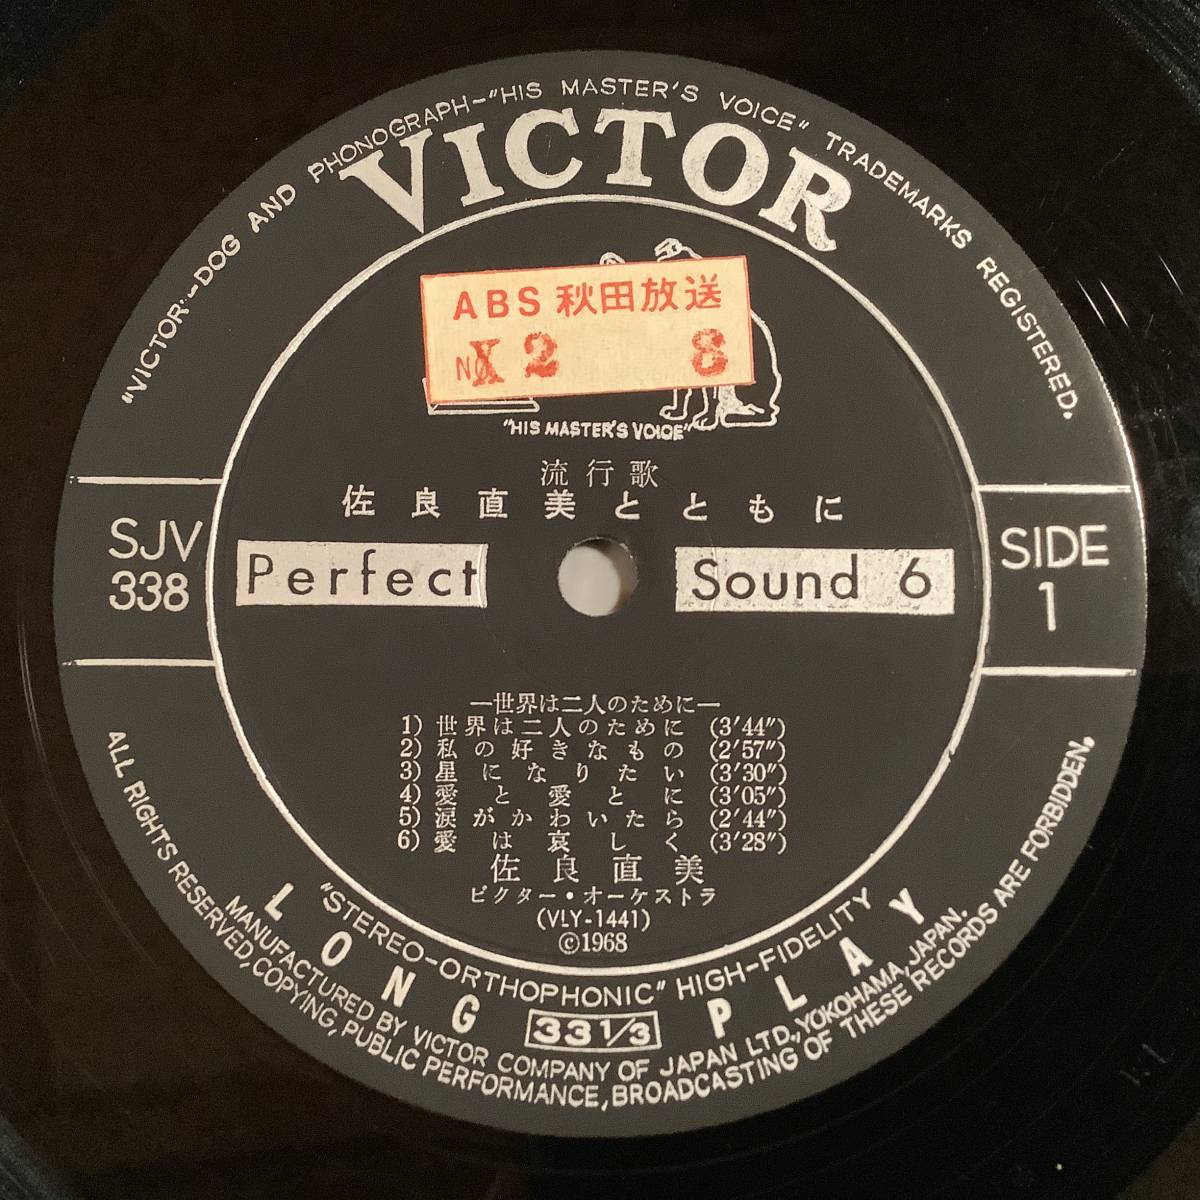 "VICTOR"–DOG AND PHONOGRAPH–"HIS MASTER'S VOICE" TRADEMARKS REGISTERED.
VICTOR
ABS 秋田放送
No. X2 8
"HIS MASTER'S VOICE"
流行歌
佐良直美とともに
SJV
338
Perfect Sound 6
SIDE
1
—世界は二人のために—
1) 世界は二人のために (3'44")
2) 私の好きなもの (2'57")
3) 星になりたい (3'30")
4) 愛と愛とに (3'05")
5) 涙がかわいたら (2'44")
6) 愛は哀しく (3'28")
佐良直美
ビクター・オーケストラ
(VLY-1441)
©1968
"STEREO–ORTHOPHONIC" HIGH–FIDELITY
LONG 33 1/3 PLAY
MANUFACTURED BY VICTOR COMPANY OF JAPAN LTD., YOKOHAMA, JAPAN.
ALL RIGHTS RESERVED, COPYING, PUBLIC PERFORMANCE, BROADCASTING OF THESE RECORDS ARE FORBIDDEN.